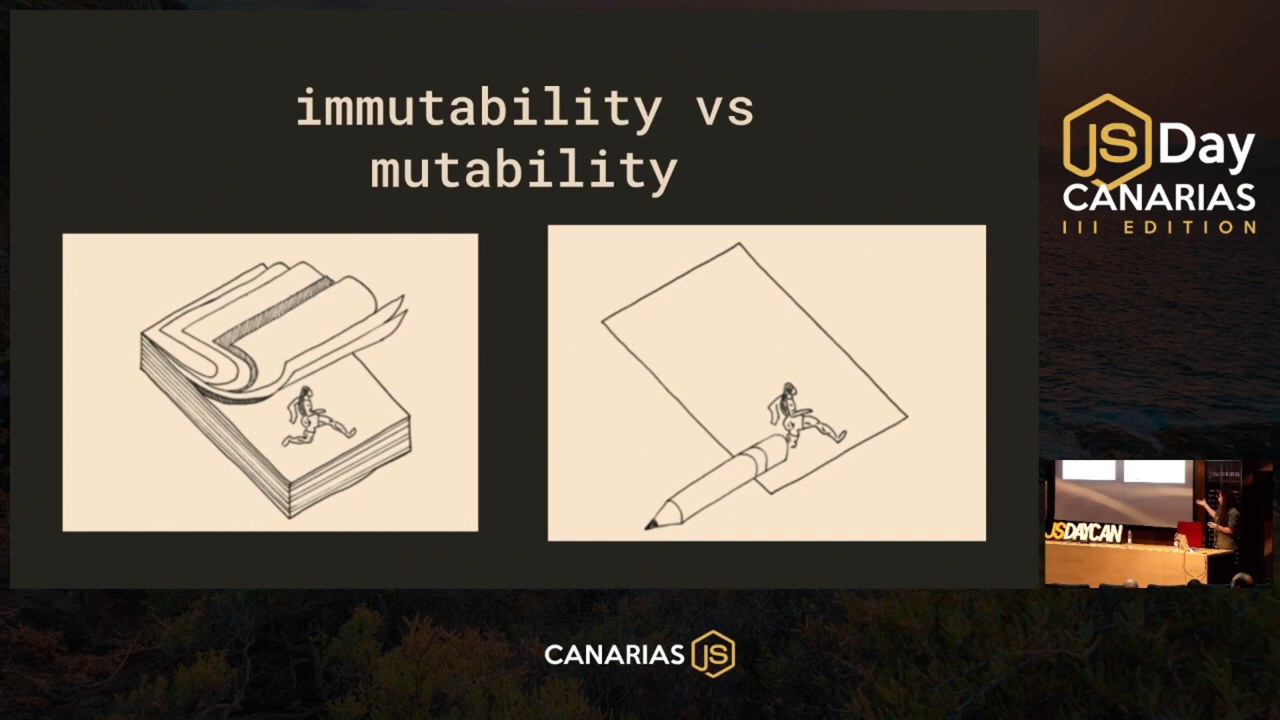 immutability vs
mutability
JS Day
CANARIAS
III EDITION
JSDAYCAN
CANARIAS JS